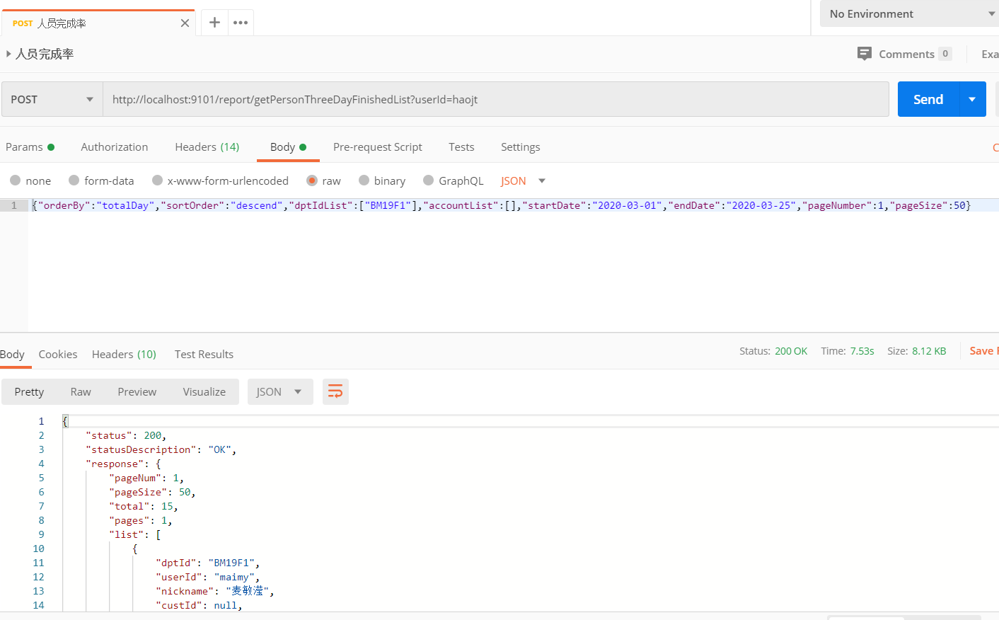 POST 人员完成率
No Environment
人员完成率
Comments 0
Exa
POST
http://localhost:9101/report/getPersonThreeDayFinishedList?userId=haojt
Send
Params Authorization Headers (14) Body Pre-request Script Tests Settings
C
none form-data x-www-form-urlencoded raw binary GraphQL JSON
1 {"orderBy":"totalDay","sortOrder":"descend","dptIdList":["BM19F1"],"accountList":[],"startDate":"2020-03-01","endDate":"2020-03-25","pageNumber":1,"pageSize":50}
Body Cookies Headers (10) Test Results
Status: 200 OK Time: 7.53s Size: 8.12 KB Save
Pretty Raw Preview Visualize JSON
1 {
2 "status": 200,
3 "statusDescription": "OK",
4 "response": {
5 "pageNum": 1,
6 "pageSize": 50,
7 "total": 15,
8 "pages": 1,
9 "list": [
10 {
11 "dptId": "BM19F1",
12 "userId": "maimy",
13 "nickname": "麦敏滢",
14 "custId": null,